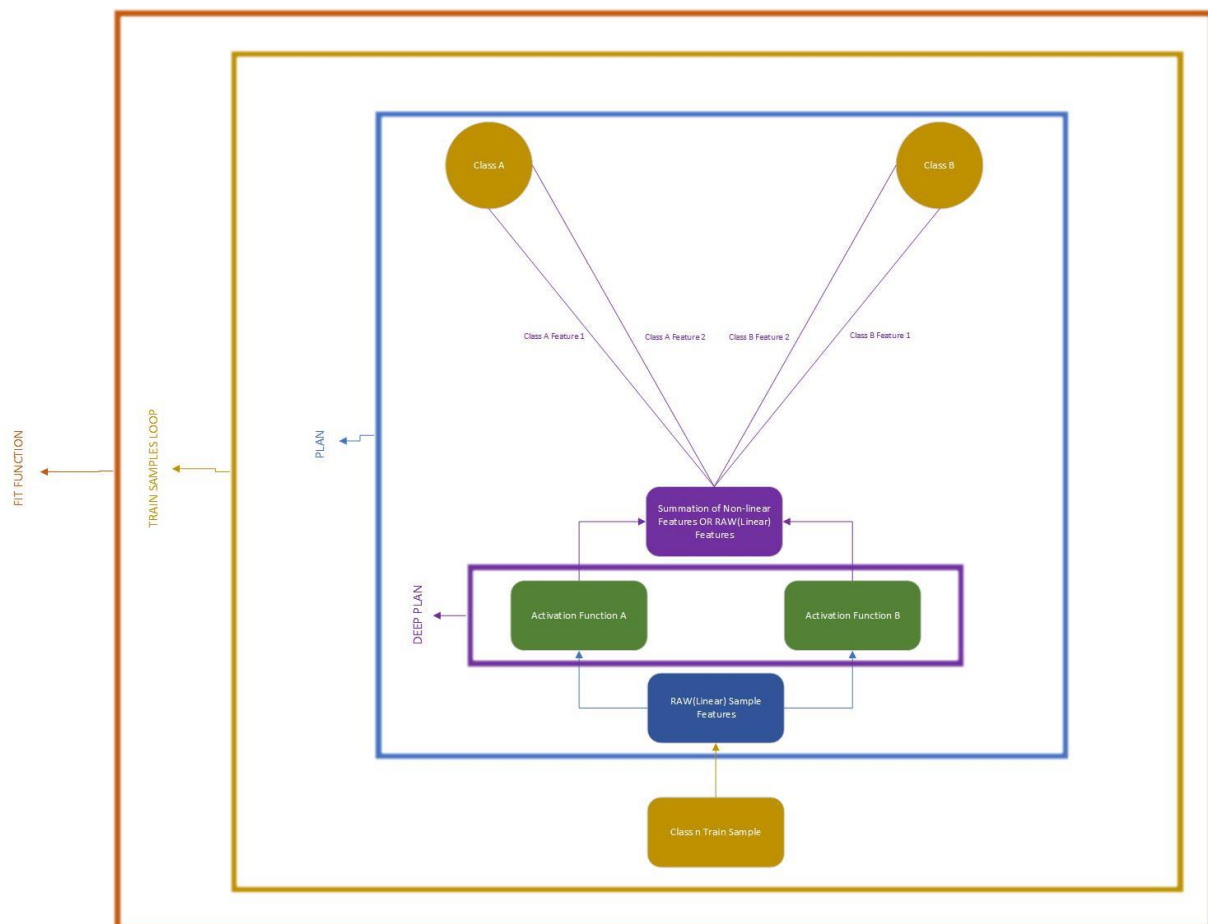 Class A
Class B
Class A Feature 1
Class A Feature 2
Class B Feature 2
Class B Feature 1
FIT FUNCTION
TRAIN SAMPLES LOOP
PLAN
Summation of Non-linear
Features OR RAW(Linear)
Features
DEEP PLAN
Activation Function A
Activation Function B
RAW(Linear) Sample
Features
Class n Train Sample